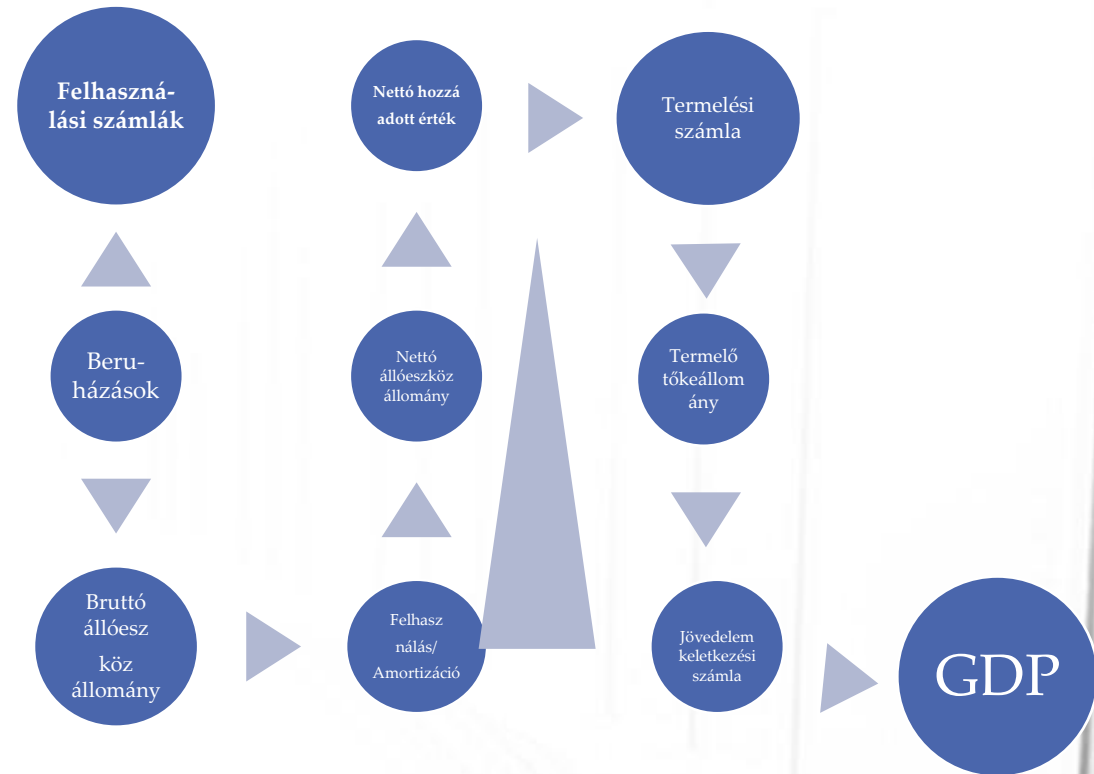 Felhaszná-
lási számlák
Beru-
házások
Bruttó
állóesz
köz
állomány
Nettó hozzá
adott érték
Nettó
állóeszköz
állomány
Felhasz
nálás/
Amortizáció
Termelési
számla
Termelő
tőkeállom
ány
Jövedelem
keletkezési
számla
GDP